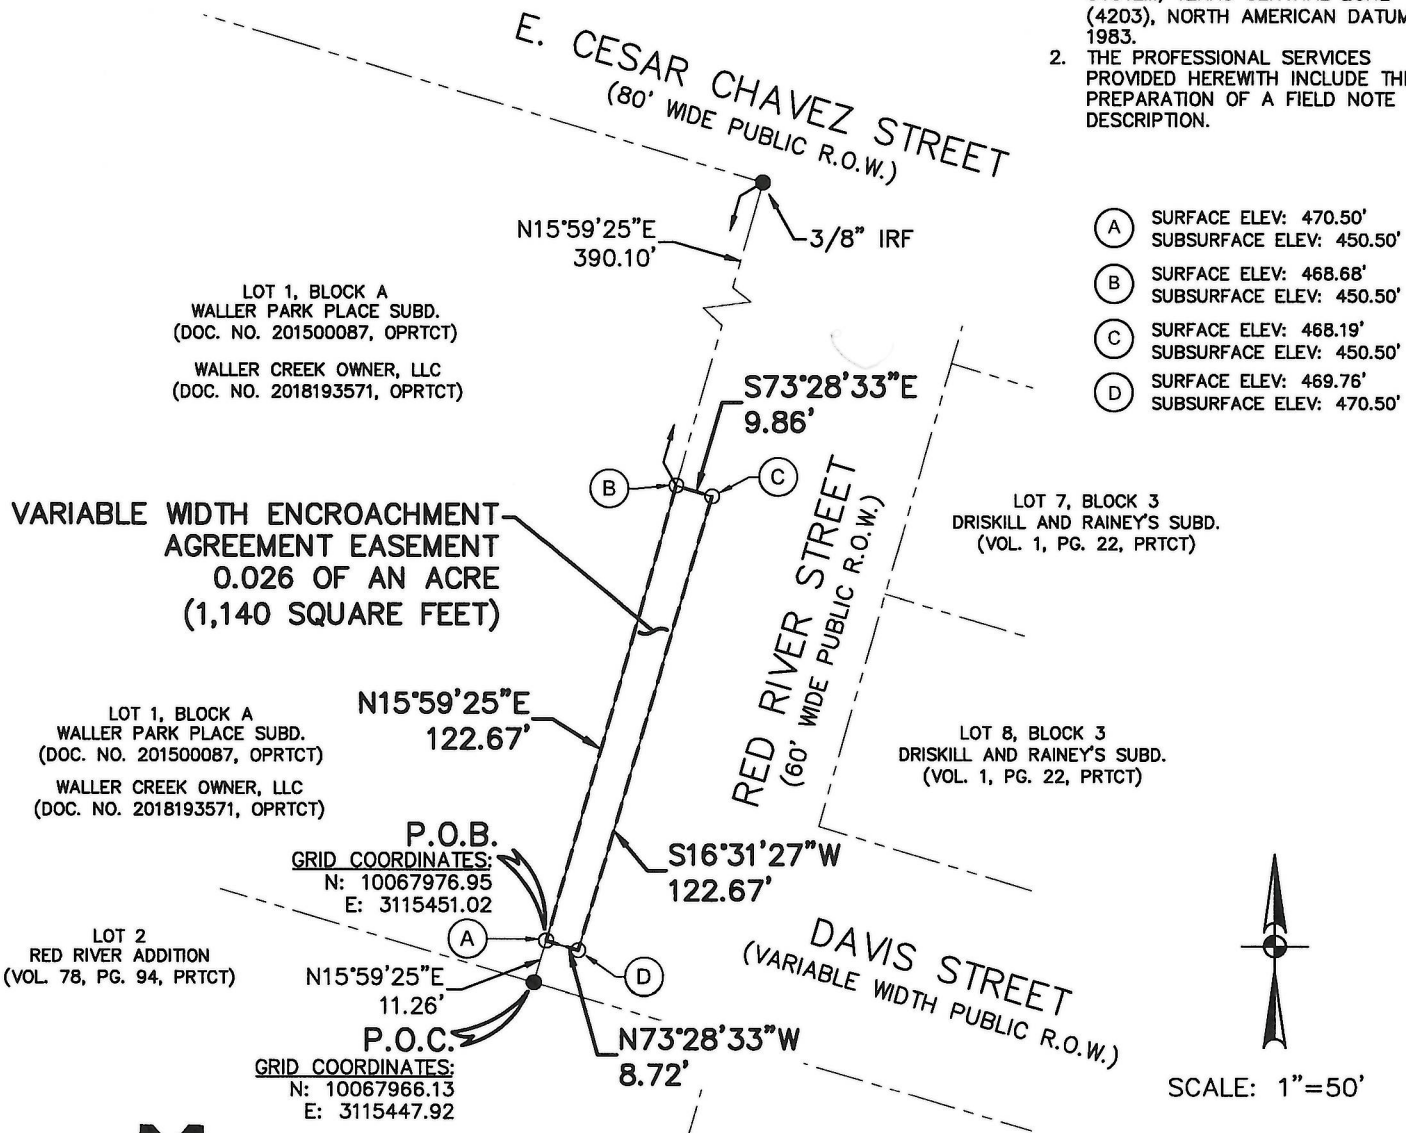 (4203), NORTH AMERICAN DATUM
1983.
2. THE PROFESSIONAL SERVICES
PROVIDED HEREWITH INCLUDE THE
PREPARATION OF A FIELD NOTE
DESCRIPTION.
E. CESAR CHAVEZ STREET
(80' WIDE PUBLIC R.O.W.)
N15°59'25"E
390.10'
3/8" IRF
A SURFACE ELEV: 470.50'
SUBSURFACE ELEV: 450.50'
B SURFACE ELEV: 468.68'
SUBSURFACE ELEV: 450.50'
C SURFACE ELEV: 468.19'
SUBSURFACE ELEV: 450.50'
D SURFACE ELEV: 469.76'
SUBSURFACE ELEV: 470.50'
LOT 1, BLOCK A
WALLER PARK PLACE SUBD.
(DOC. NO. 201500087, OPRTCT)
WALLER CREEK OWNER, LLC
(DOC. NO. 2018193571, OPRTCT)
S73°28'33"E
9.86'
B
C
VARIABLE WIDTH ENCROACHMENT
AGREEMENT EASEMENT
0.026 OF AN ACRE
(1,140 SQUARE FEET)
RED RIVER STREET
(60' WIDE PUBLIC R.O.W.)
LOT 7, BLOCK 3
DRISKILL AND RAINEY'S SUBD.
(VOL. 1, PG. 22, PRTCT)
N15°59'25"E
122.67'
LOT 1, BLOCK A
WALLER PARK PLACE SUBD.
(DOC. NO. 201500087, OPRTCT)
WALLER CREEK OWNER, LLC
(DOC. NO. 2018193571, OPRTCT)
LOT 8, BLOCK 3
DRISKILL AND RAINEY'S SUBD.
(VOL. 1, PG. 22, PRTCT)
P.O.B.
GRID COORDINATES:
N: 10067976.95
E: 3115451.02
S16°31'27"W
122.67'
A
D
LOT 2
RED RIVER ADDITION
(VOL. 78, PG. 94, PRTCT)
N15°59'25"E
11.26'
DAVIS STREET
(VARIABLE WIDTH PUBLIC R.O.W.)
P.O.C.
GRID COORDINATES:
N: 10067966.13
E: 3115447.92
N73°28'33"W
8.72'
SCALE: 1"=50'